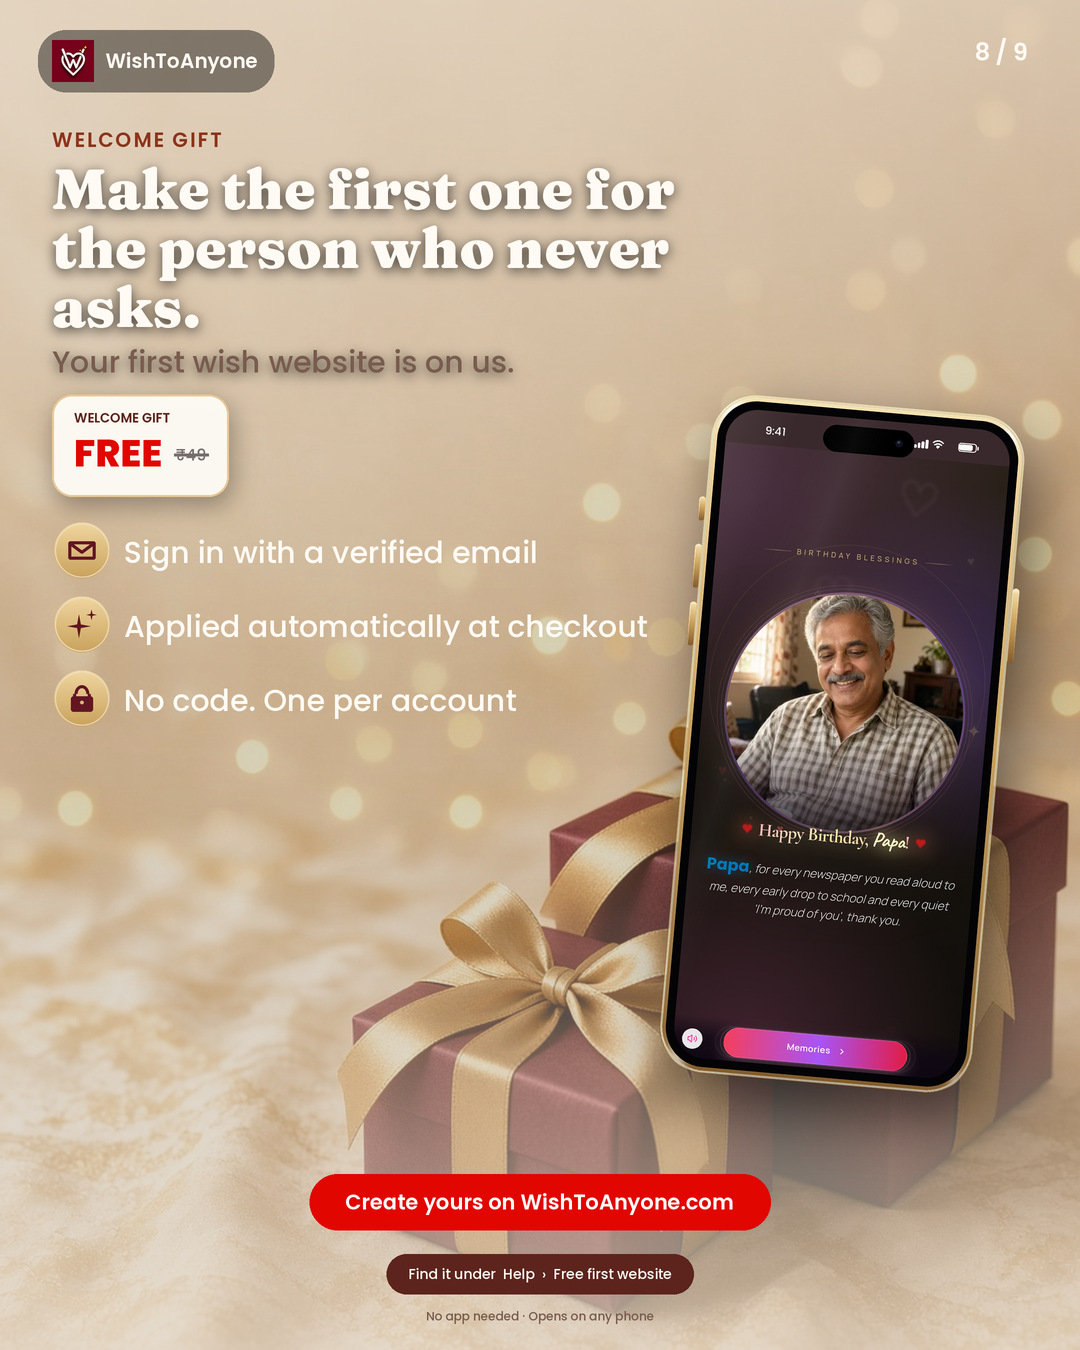 WishToAnyone
8 / 9
WELCOME GIFT
Make the first one for
the person who never
asks.
Your first wish website is on us.
WELCOME GIFT
FREE ₹49
Sign in with a verified email
Applied automatically at checkout
No code. One per account
9:41
BIRTHDAY BLESSINGS
Happy Birthday, Papa!
Papa, for every newspaper you read aloud to
me, every early drop to school and every quiet
'I'm proud of you', thank you.
Memories ›
Create yours on WishToAnyone.com
Find it under Help › Free first website
No app needed · Opens on any phone